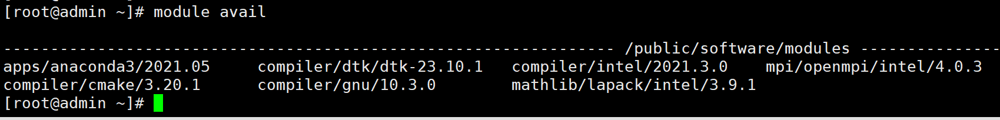 [root@admin ~]# module avail
------------------------------------------------------------------ /public/software/modules ---------------
apps/anaconda3/2021.05     compiler/dtk/dtk-23.10.1   compiler/intel/2021.3.0    mpi/openmpi/intel/4.0.3
compiler/cmake/3.20.1      compiler/gnu/10.3.0        mathlib/lapack/intel/3.9.1
[root@admin ~]#